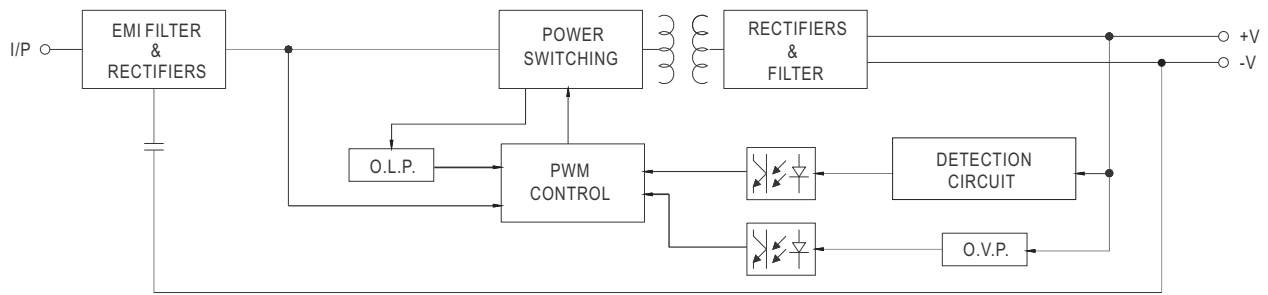 I/P
EMI FILTER
&
RECTIFIERS
POWER
SWITCHING
RECTIFIERS
&
FILTER
+V
-V
O.L.P.
PWM
CONTROL
DETECTION
CIRCUIT
O.V.P.